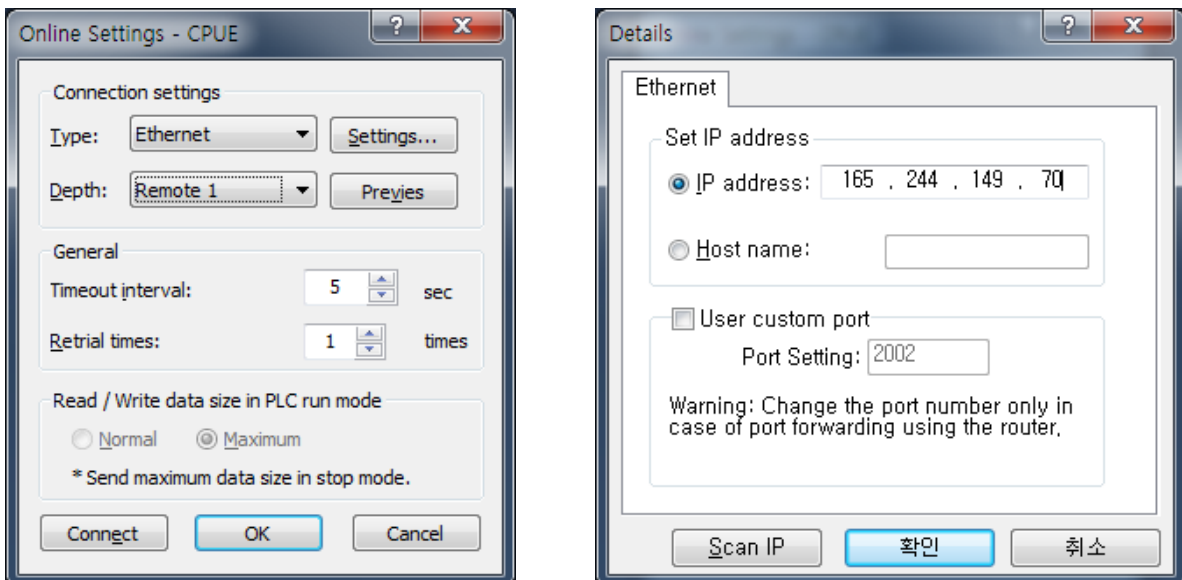 Online Settings - CPUE
Connection settings
Type: Ethernet Settings...
Depth: Remote 1 Previes
General
Timeout interval: 5 sec
Retrial times: 1 times
Read / Write data size in PLC run mode
Normal Maximum
* Send maximum data size in stop mode.
Connect OK Cancel
Details
Ethernet
Set IP address
IP address: 165 . 244 . 149 . 70
Host name:
User custom port
Port Setting: 2002
Warning: Change the port number only in
case of port forwarding using the router.
Scan IP 확인 취소